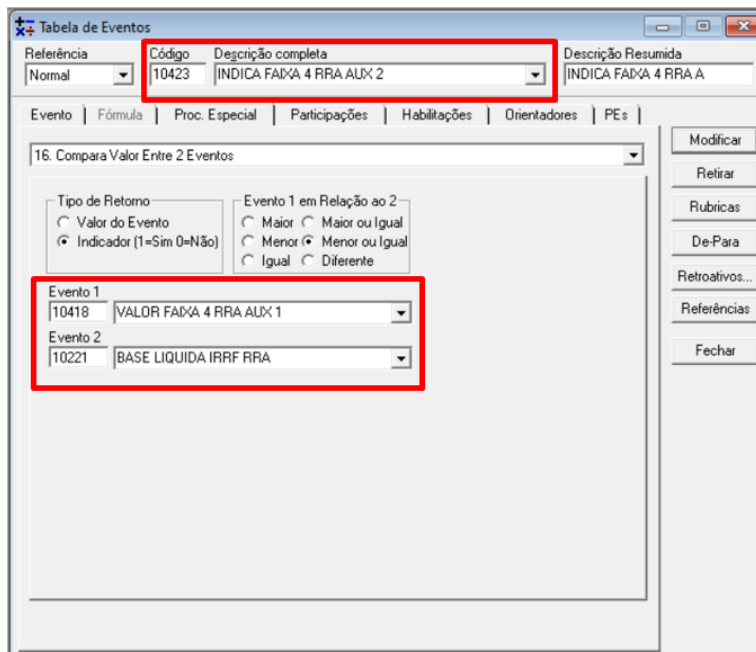 Tabela de Eventos
Referência Código Descrição completa Descrição Resumida
Normal 10423 INDICA FAIXA 4 RRA AUX 2 INDICA FAIXA 4 RRA A
Evento Fórmula Proc. Especial Participações Habilitações Orientadores PEs
Modificar
16. Compara Valor Entre 2 Eventos
Retirar
Tipo de Retorno Evento 1 em Relação ao 2
Rubricas
Valor do Evento Maior Maior ou Igual
Indicador (1=Sim 0=Não) Menor Menor ou Igual
De-Para
Igual Diferente
Retroativos...
Evento 1
10418 VALOR FAIXA 4 RRA AUX 1
Referências
Evento 2
10221 BASE LIQUIDA IRRF RRA
Fechar